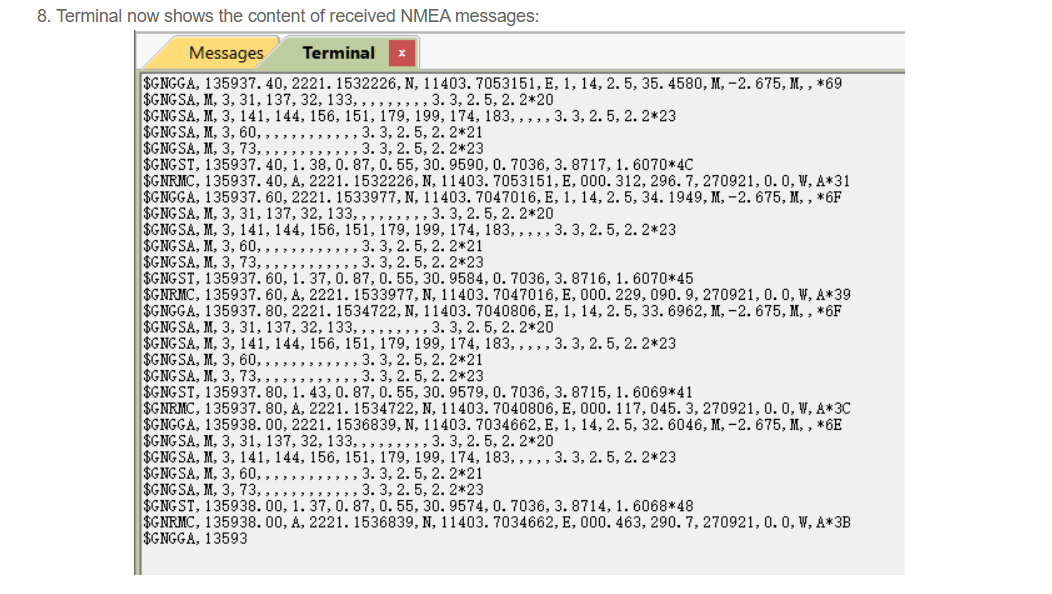 8. Terminal now shows the content of received NMEA messages:
Messages Terminal x
$GNGGA,135937.40,2221.1532226,N,11403.7053151,E,1,14,2.5,35.4580,M,-2.675,M,,*69
$GNGSA,M,3,31,137,32,133,,,,,,,,,3.3,2.5,2.2*20
$GNGSA,M,3,141,144,156,151,179,199,174,183,,,,,3.3,2.5,2.2*23
$GNGSA,M,3,60,,,,,,,,,,,,3.3,2.5,2.2*21
$GNGSA,M,3,73,,,,,,,,,,,,3.3,2.5,2.2*23
$GNGST,135937.40,1.38,0.87,0.55,30.9590,0.7036,3.8717,1.6070*4C
$GNRMC,135937.40,A,2221.1532226,N,11403.7053151,E,000.312,296.7,270921,0.0,W,A*31
$GNGGA,135937.60,2221.1533977,N,11403.7047016,E,1,14,2.5,34.1949,M,-2.675,M,,*6F
$GNGSA,M,3,31,137,32,133,,,,,,,,,3.3,2.5,2.2*20
$GNGSA,M,3,141,144,156,151,179,199,174,183,,,,,3.3,2.5,2.2*23
$GNGSA,M,3,60,,,,,,,,,,,,3.3,2.5,2.2*21
$GNGSA,M,3,73,,,,,,,,,,,,3.3,2.5,2.2*23
$GNGST,135937.60,1.37,0.87,0.55,30.9584,0.7036,3.8716,1.6070*45
$GNRMC,135937.60,A,2221.1533977,N,11403.7047016,E,000.229,090.9,270921,0.0,W,A*39
$GNGGA,135937.80,2221.1534722,N,11403.7040806,E,1,14,2.5,33.6962,M,-2.675,M,,*6F
$GNGSA,M,3,31,137,32,133,,,,,,,,,3.3,2.5,2.2*20
$GNGSA,M,3,141,144,156,151,179,199,174,183,,,,,3.3,2.5,2.2*23
$GNGSA,M,3,60,,,,,,,,,,,,3.3,2.5,2.2*21
$GNGSA,M,3,73,,,,,,,,,,,,3.3,2.5,2.2*23
$GNGST,135937.80,1.43,0.87,0.55,30.9579,0.7036,3.8715,1.6069*41
$GNRMC,135937.80,A,2221.1534722,N,11403.7040806,E,000.117,045.3,270921,0.0,W,A*3C
$GNGGA,135938.00,2221.1536839,N,11403.7034662,E,1,14,2.5,32.6046,M,-2.675,M,,*6E
$GNGSA,M,3,31,137,32,133,,,,,,,,,3.3,2.5,2.2*20
$GNGSA,M,3,141,144,156,151,179,199,174,183,,,,,3.3,2.5,2.2*23
$GNGSA,M,3,60,,,,,,,,,,,,3.3,2.5,2.2*21
$GNGSA,M,3,73,,,,,,,,,,,,3.3,2.5,2.2*23
$GNGST,135938.00,1.37,0.87,0.55,30.9574,0.7036,3.8714,1.6068*48
$GNRMC,135938.00,A,2221.1536839,N,11403.7034662,E,000.463,290.7,270921,0.0,W,A*3B
$GNGGA,13593